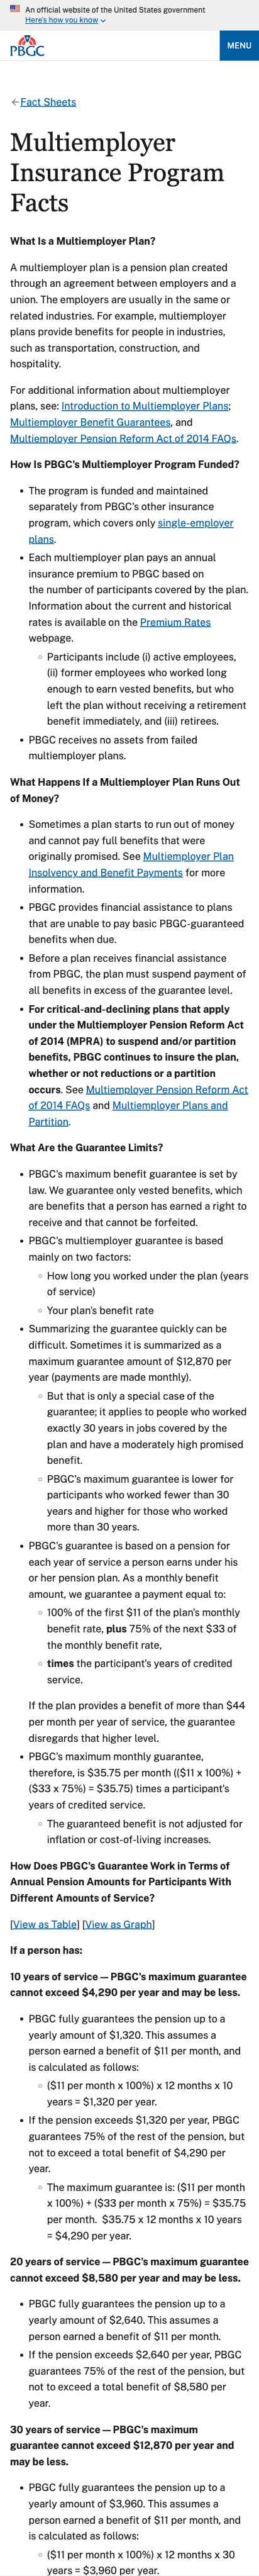 An official website of the United States government
Here's how you know
PBGC
MENU
Fact Sheets
Multiemployer
Insurance Program
Facts
What Is a Multiemployer Plan?
A multiemployer plan is a pension plan created
through an agreement between employers and a
union. The employers are usually in the same or
related industries. For example, multiemployer
plans provide benefits for people in industries,
such as transportation, construction, and
hospitality.
For additional information about multiemployer
plans, see: Introduction to Multiemployer Plans;
Multiemployer Benefit Guarantees, and
Multiemployer Pension Reform Act of 2014 FAQs.
How Is PBGC's Multiemployer Program Funded?
• The program is funded and maintained
separately from PBGC's other insurance
program, which covers only single-employer
plans.
• Each multiemployer plan pays an annual
insurance premium to PBGC based on
the number of participants covered by the plan.
Information about the current and historical
rates is available on the Premium Rates
webpage.
◦ Participants include (i) active employees,
(ii) former employees who worked long
enough to earn vested benefits, but who
left the plan without receiving a retirement
benefit immediately, and (iii) retirees.
• PBGC receives no assets from failed
multiemployer plans.
What Happens If a Multiemployer Plan Runs Out
of Money?
• Sometimes a plan starts to run out of money
and cannot pay full benefits that were
originally promised. See Multiemployer Plan
Insolvency and Benefit Payments for more
information.
• PBGC provides financial assistance to plans
that are unable to pay basic PBGC-guaranteed
benefits when due.
• Before a plan receives financial assistance
from PBGC, the plan must suspend payment of
all benefits in excess of the guarantee level.
• For critical-and-declining plans that apply
under the Multiemployer Pension Reform Act
of 2014 (MPRA) to suspend and/or partition
benefits, PBGC continues to insure the plan,
whether or not reductions or a partition
occurs. See Multiemployer Pension Reform Act
of 2014 FAQs and Multiemployer Plans and
Partition.
What Are the Guarantee Limits?
• PBGC's maximum benefit guarantee is set by
law. We guarantee only vested benefits, which
are benefits that a person has earned a right to
receive and that cannot be forfeited.
• PBGC's multiemployer guarantee is based
mainly on two factors:
◦ How long you worked under the plan (years
of service)
◦ Your plan's benefit rate
• Summarizing the guarantee quickly can be
difficult. Sometimes it is summarized as a
maximum guarantee amount of $12,870 per
year (payments are made monthly).
◦ But that is only a special case of the
guarantee; it applies to people who worked
exactly 30 years in jobs covered by the
plan and have a moderately high promised
benefit.
◦ PBGC's maximum guarantee is lower for
participants who worked fewer than 30
years and higher for those who worked
more than 30 years.
• PBGC's guarantee is based on a pension for
each year of service a person earns under his
or her pension plan. As a monthly benefit
amount, we guarantee a payment equal to:
◦ 100% of the first $11 of the plan's monthly
benefit rate, plus 75% of the next $33 of
the monthly benefit rate,
◦ times the participant's years of credited
service.
If the plan provides a benefit of more than $44
per month per year of service, the guarantee
disregards that higher level.
• PBGC's maximum monthly guarantee,
therefore, is $35.75 per month (($11 x 100%) +
($33 x 75%) = $35.75) times a participant's
years of credited service.
◦ The guaranteed benefit is not adjusted for
inflation or cost-of-living increases.
How Does PBGC's Guarantee Work in Terms of
Annual Pension Amounts for Participants With
Different Amounts of Service?
[View as Table] [View as Graph]
If a person has:
10 years of service — PBGC's maximum guarantee
cannot exceed $4,290 per year and may be less.
• PBGC fully guarantees the pension up to a
yearly amount of $1,320. This assumes a
person earned a benefit of $11 per month, and
is calculated as follows:
◦ ($11 per month x 100%) x 12 months x 10
years = $1,320 per year.
• If the pension exceeds $1,320 per year, PBGC
guarantees 75% of the rest of the pension, but
not to exceed a total benefit of $4,290 per
year.
◦ The maximum guarantee is: ($11 per month
x 100%) + ($33 per month x 75%) = $35.75
per month. $35.75 x 12 months x 10 years
= $4,290 per year.
20 years of service — PBGC's maximum guarantee
cannot exceed $8,580 per year and may be less.
• PBGC fully guarantees the pension up to a
yearly amount of $2,640. This assumes a
person earned a benefit of $11 per month.
• If the pension exceeds $2,640 per year, PBGC
guarantees 75% of the rest of the pension, but
not to exceed a total benefit of $8,580 per
year.
30 years of service — PBGC's maximum
guarantee cannot exceed $12,870 per year and
may be less.
• PBGC fully guarantees the pension up to a
yearly amount of $3,960. This assumes a
person earned a benefit of $11 per month, and
is calculated as follows:
◦ ($11 per month x 100%) x 12 months x 30
years = $3,960 per year.